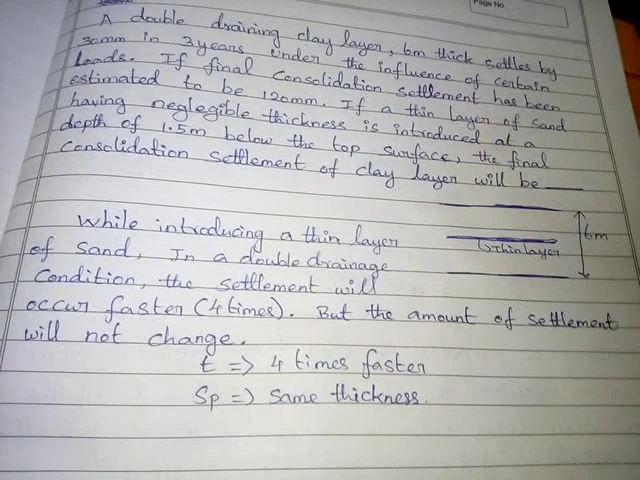 Page No.
A double draining clay layer, 6m thick settles by
30mm in 3 years under the influence of certain
loads. If final consolidation settlement has been
estimated to be 120mm. If a thin layer of sand
having neglegible thickness is introduced at a
depth of 1.5m below the top surface, the final
consolidation settlement of clay layer will be
While introducing a thin layer
of sand, In a double drainage
condition, the settlement will
occur faster (4 times). But the amount of settlement
will not change.
t => 4 times faster
Sp => same thickness.
6m
thin layer